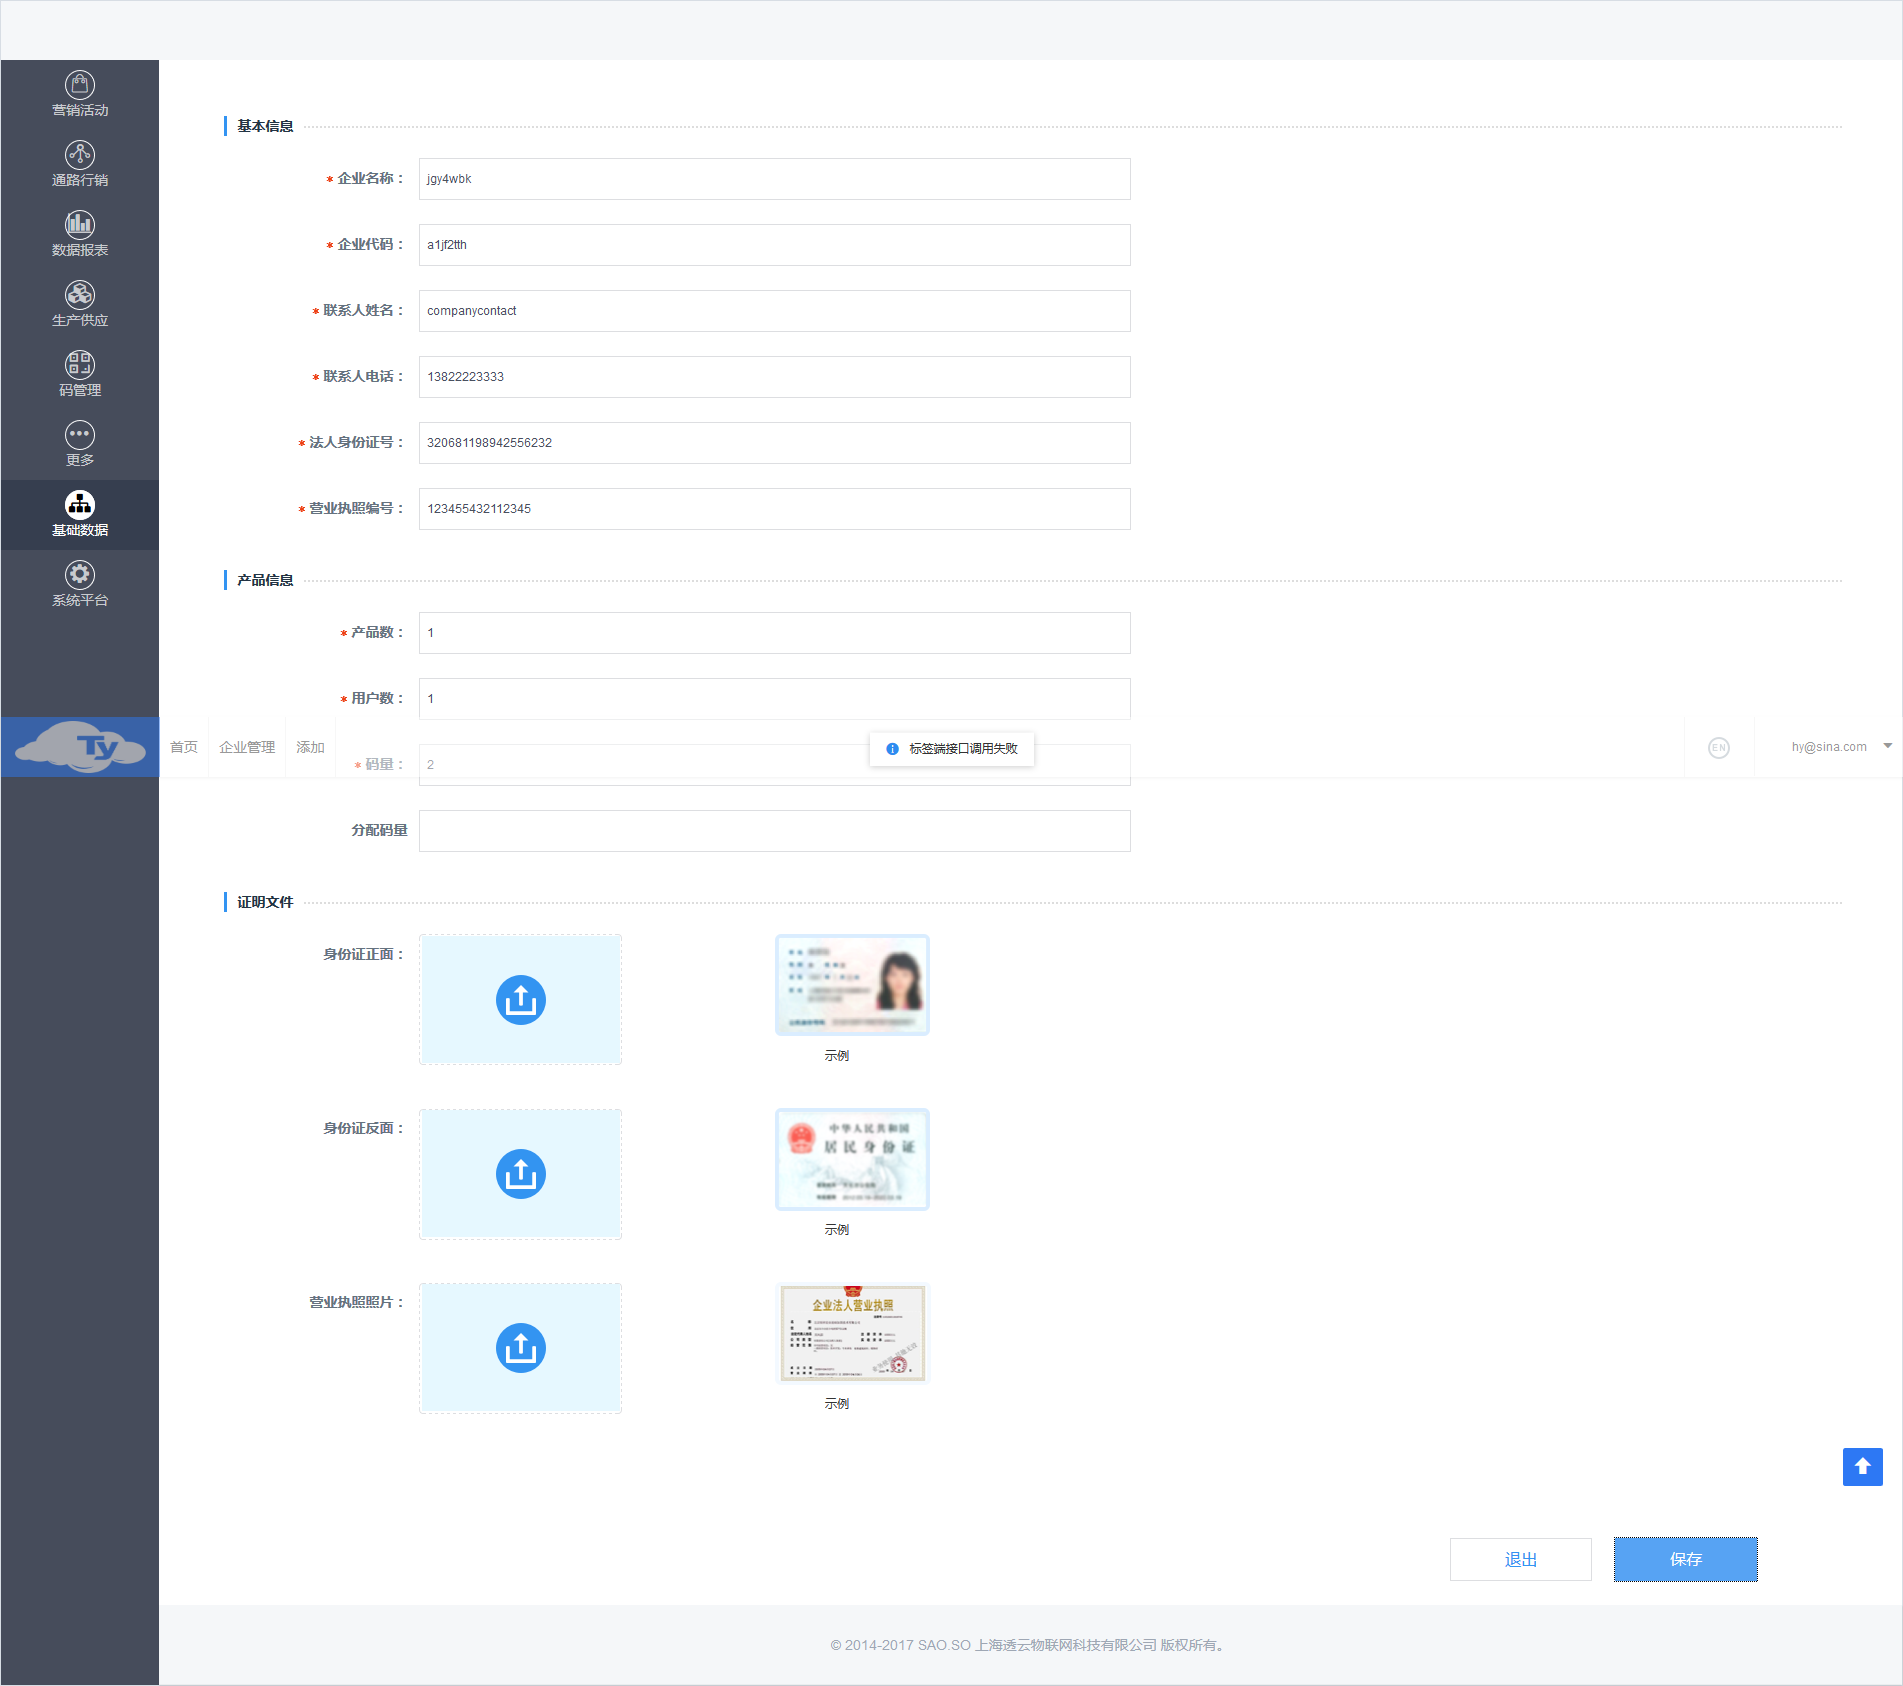 营销活动
通路行销
数据报表
生产供应
码管理
更多
基础数据
系统平台
基本信息
* 企业名称： jgy4wbk
* 企业代码： a1jf2tth
* 联系人姓名： companycontact
* 联系人电话： 13822223333
* 法人身份证号： 320681198942556232
* 营业执照编号： 123455432112345
产品信息
* 产品数： 1
* 用户数： 1
Ty 首页 企业管理 添加 标签端接口调用失败 EN hy@sina.com
* 码量： 2
分配码量
证明文件
身份证正面：
示例
身份证反面：
中华人民共和国
居民身份证
示例
营业执照照片：
企业法人营业执照
示例
退出 保存
© 2014-2017 SAO.SO 上海透云物联网科技有限公司 版权所有。